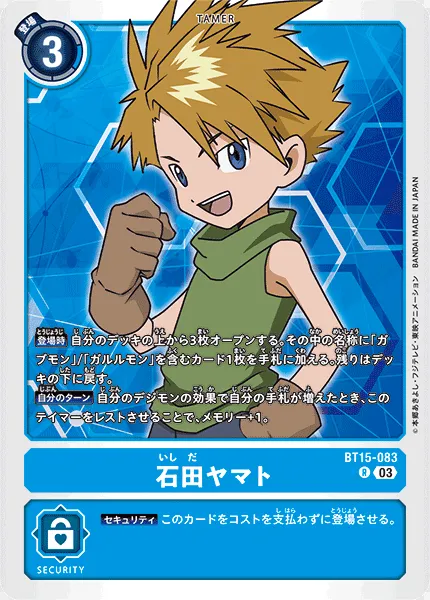 TAMER
登場
3
登場時 自分のデッキの上から3枚オープンする。その中の名称に「ガ
ブモン」/「ガルルモン」を含むカード1枚を手札に加える。残りはデッ
キの下に戻す。
自分のターン 自分のデジモンの効果で自分の手札が増えたとき、この
テイマーをレストさせることで、メモリー+1。
©本郷あきよし・フジテレビ・東映アニメーション BANDAI MADE IN JAPAN
BT15-083
いしだ
石田ヤマト
R 03
セキュリティ このカードをコストを支払わずに登場させる。
SECURITY